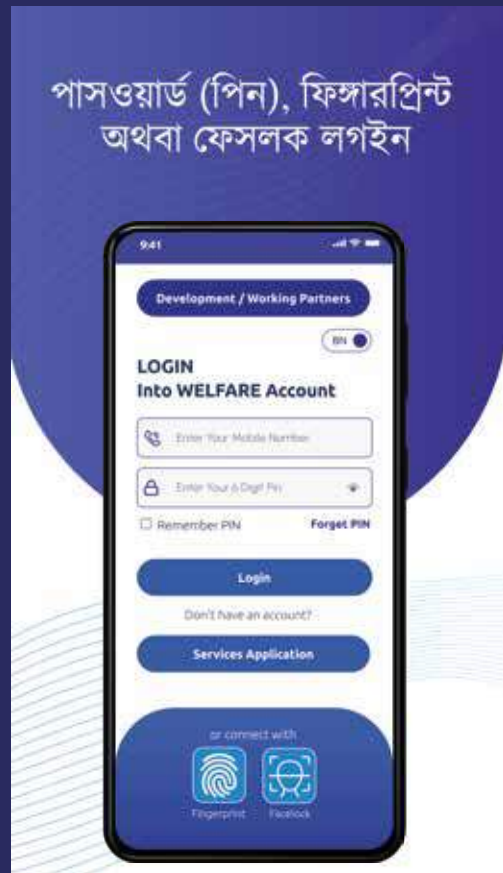 পাসওয়ার্ড (পিন), ফিঙ্গারপ্রিন্ট
অথবা ফেসলক লগইন
9:41
Development / Working Partners
BN
LOGIN
Into WELFARE Account
Enter Your Mobile Number
Enter Your 6 Digit Pin
Remember PIN Forget PIN
Login
Don't have an account?
Services Application
or connect with
Fingerprint Facelock